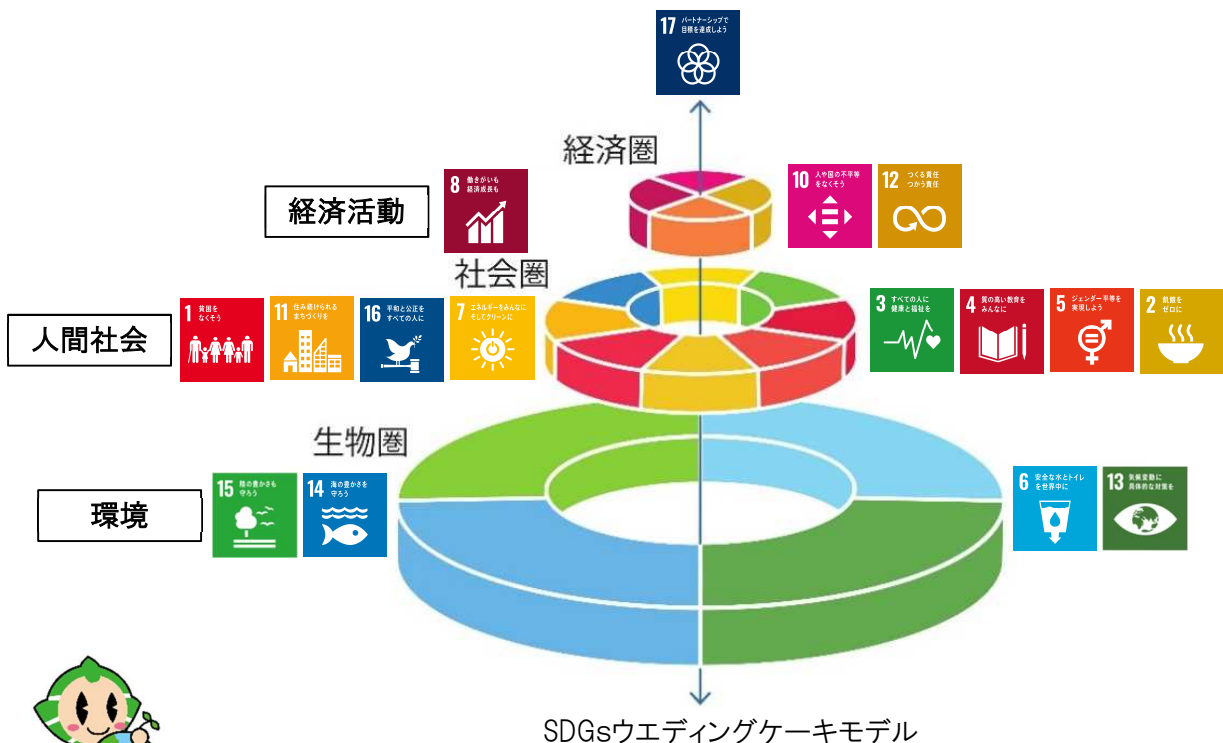 17 パートナーシップで
目標を達成しよう
経済圏
経済活動
8 働きがいも
経済成長も
10 人や国の不平等
をなくそう
12 つくる責任
つかう責任
社会圏
人間社会
1 貧困を
なくそう
11 住み続けられる
まちづくりを
16 平和と公正を
すべての人に
7 エネルギーをみんなに
そしてクリーンに
3 すべての人に
健康と福祉を
4 質の高い教育を
みんなに
5 ジェンダー平等を
実現しよう
2 飢餓を
ゼロに
生物圏
環境
15 陸の豊かさも
守ろう
14 海の豊かさを
守ろう
6 安全な水とトイレ
を世界中に
13 気候変動に
具体的な対策を
SDGsウエディングケーキモデル